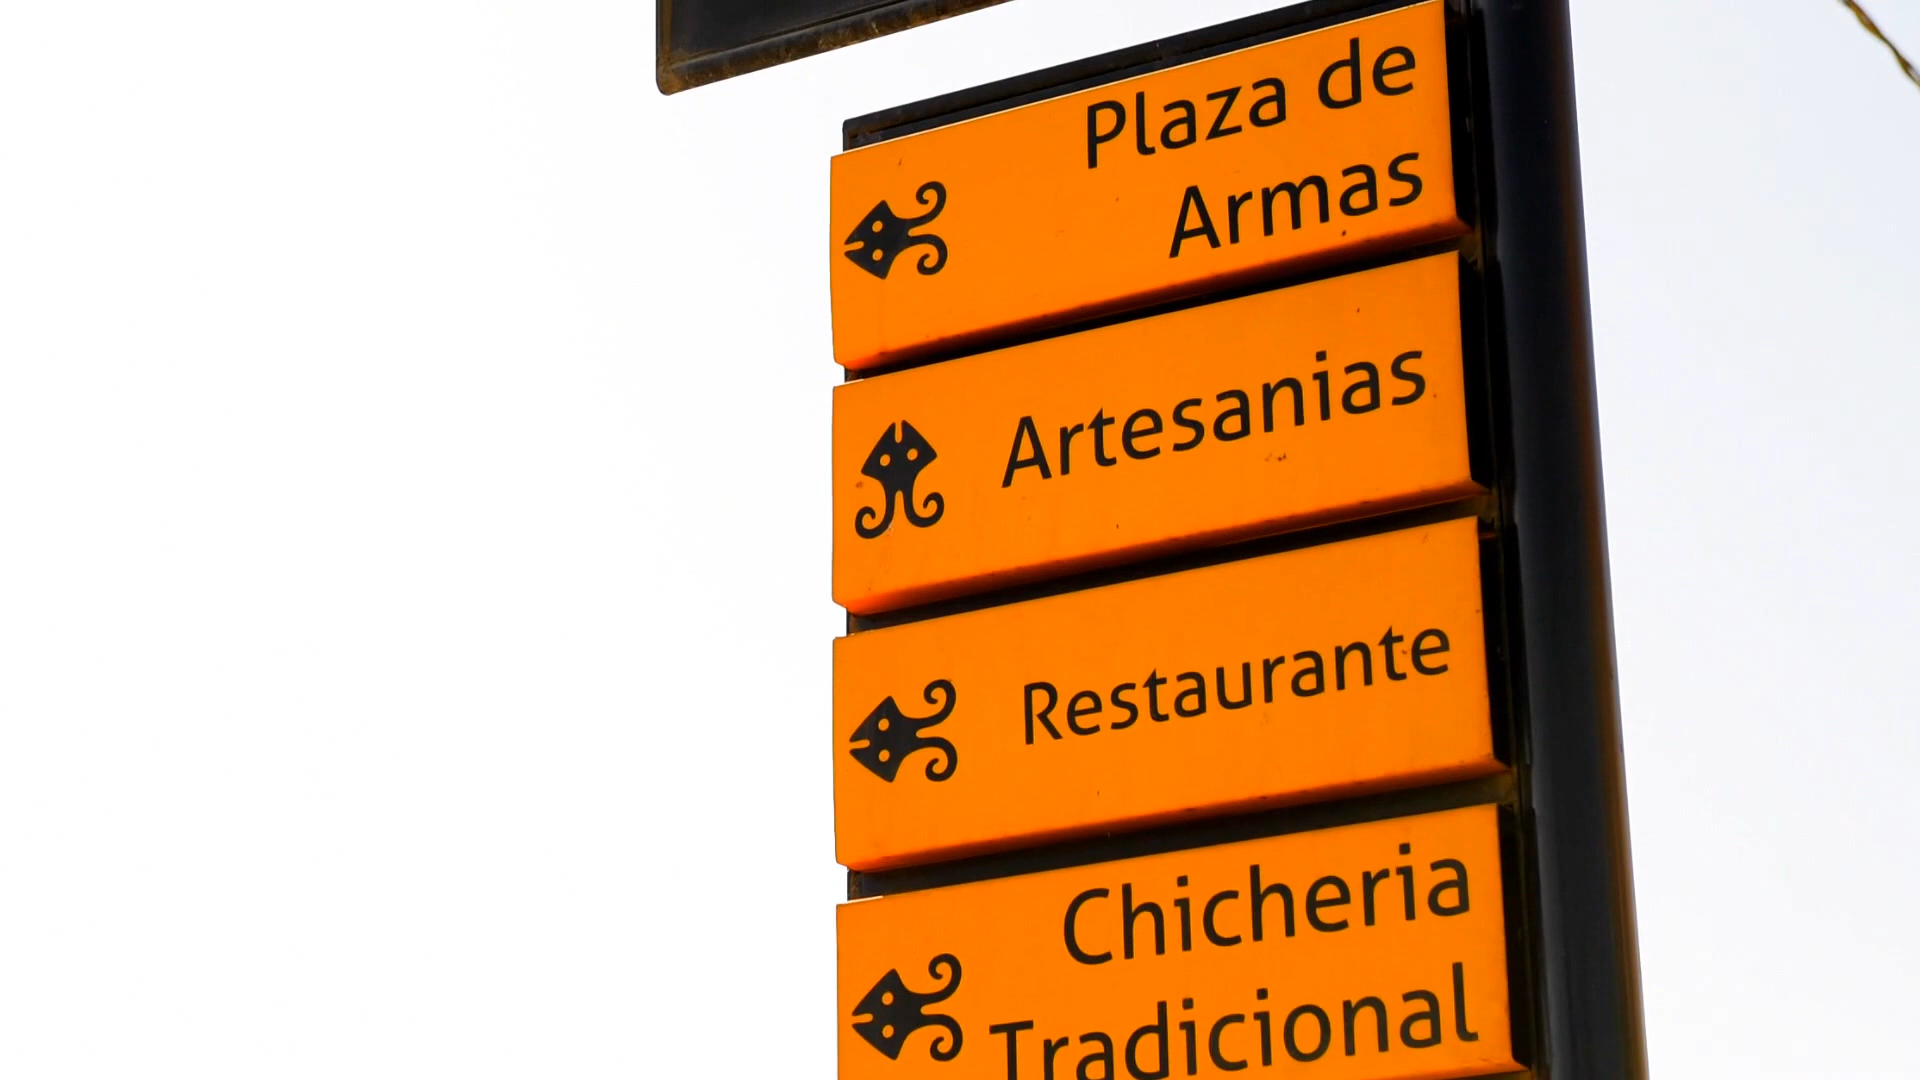 Plaza de
Armas
Artesanias
Restaurante
Chicheria
Tradicional